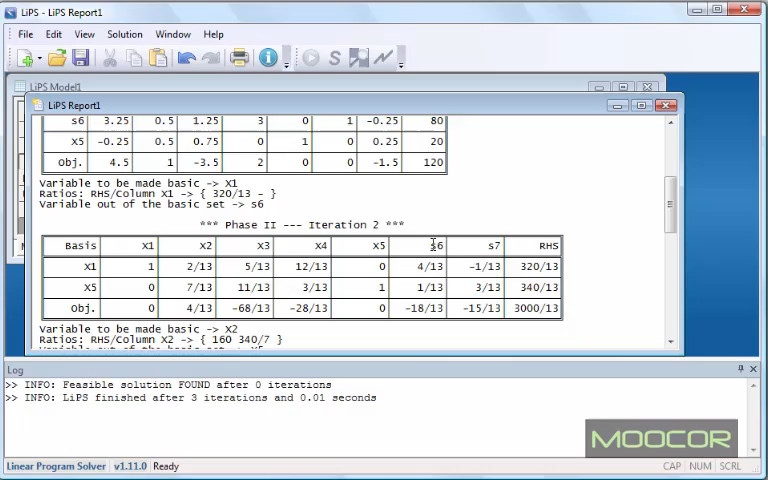 LiPS - LiPS Report1
File Edit View Solution Window Help
LiPS Model1
LiPS Report1
s6 3.25 0.5 1.25 3 0 1 -0.25 80
X5 -0.25 0.5 0.75 0 1 0 0.25 20
Obj. 4.5 1 -3.5 2 0 0 -1.5 120
Variable to be made basic -> X1
Ratios: RHS/Column X1 -> { 320/13 - }
Variable out of the basic set -> s6
*** Phase II --- Iteration 2 ***
Basis X1 X2 X3 X4 X5 s6 s7 RHS
X1 1 2/13 5/13 12/13 0 4/13 -1/13 320/13
X5 0 7/13 11/13 3/13 1 1/13 3/13 340/13
Obj. 0 4/13 -68/13 -28/13 0 -18/13 -15/13 3000/13
Variable to be made basic -> X2
Ratios: RHS/Column X2 -> { 160 340/7 }
Variable out of the basic set -> X5
Log
>> INFO: Feasible solution FOUND after 0 iterations
>> INFO: LiPS finished after 3 iterations and 0.01 seconds
MOOCOR
Linear Program Solver v1.11.0 Ready CAP NUM SCRL